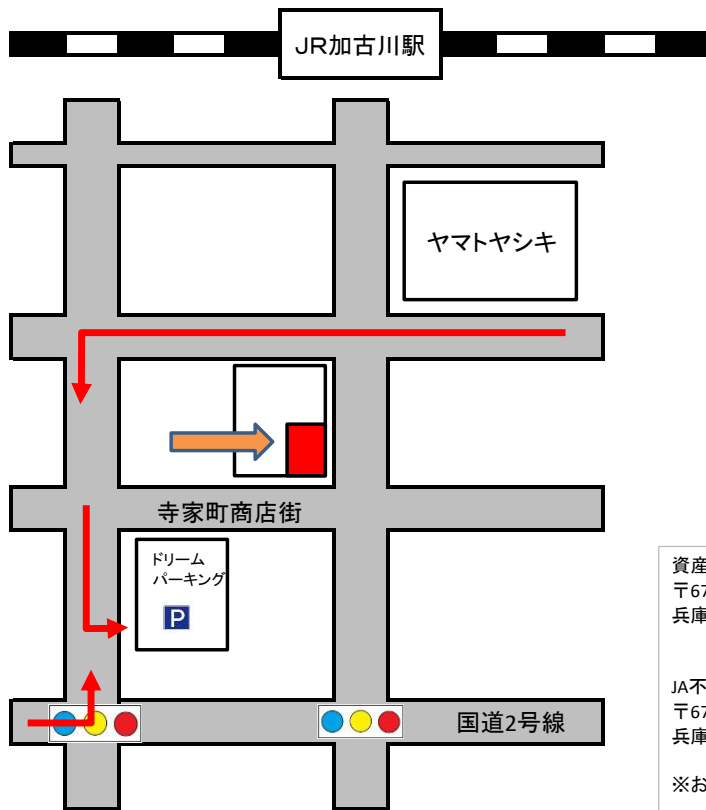 JR加古川駅
ヤマトヤシキ
寺家町商店街
ドリーム
パーキング
P
国道2号線
資産
〒67
兵庫
JA不
〒67
兵庫
※お